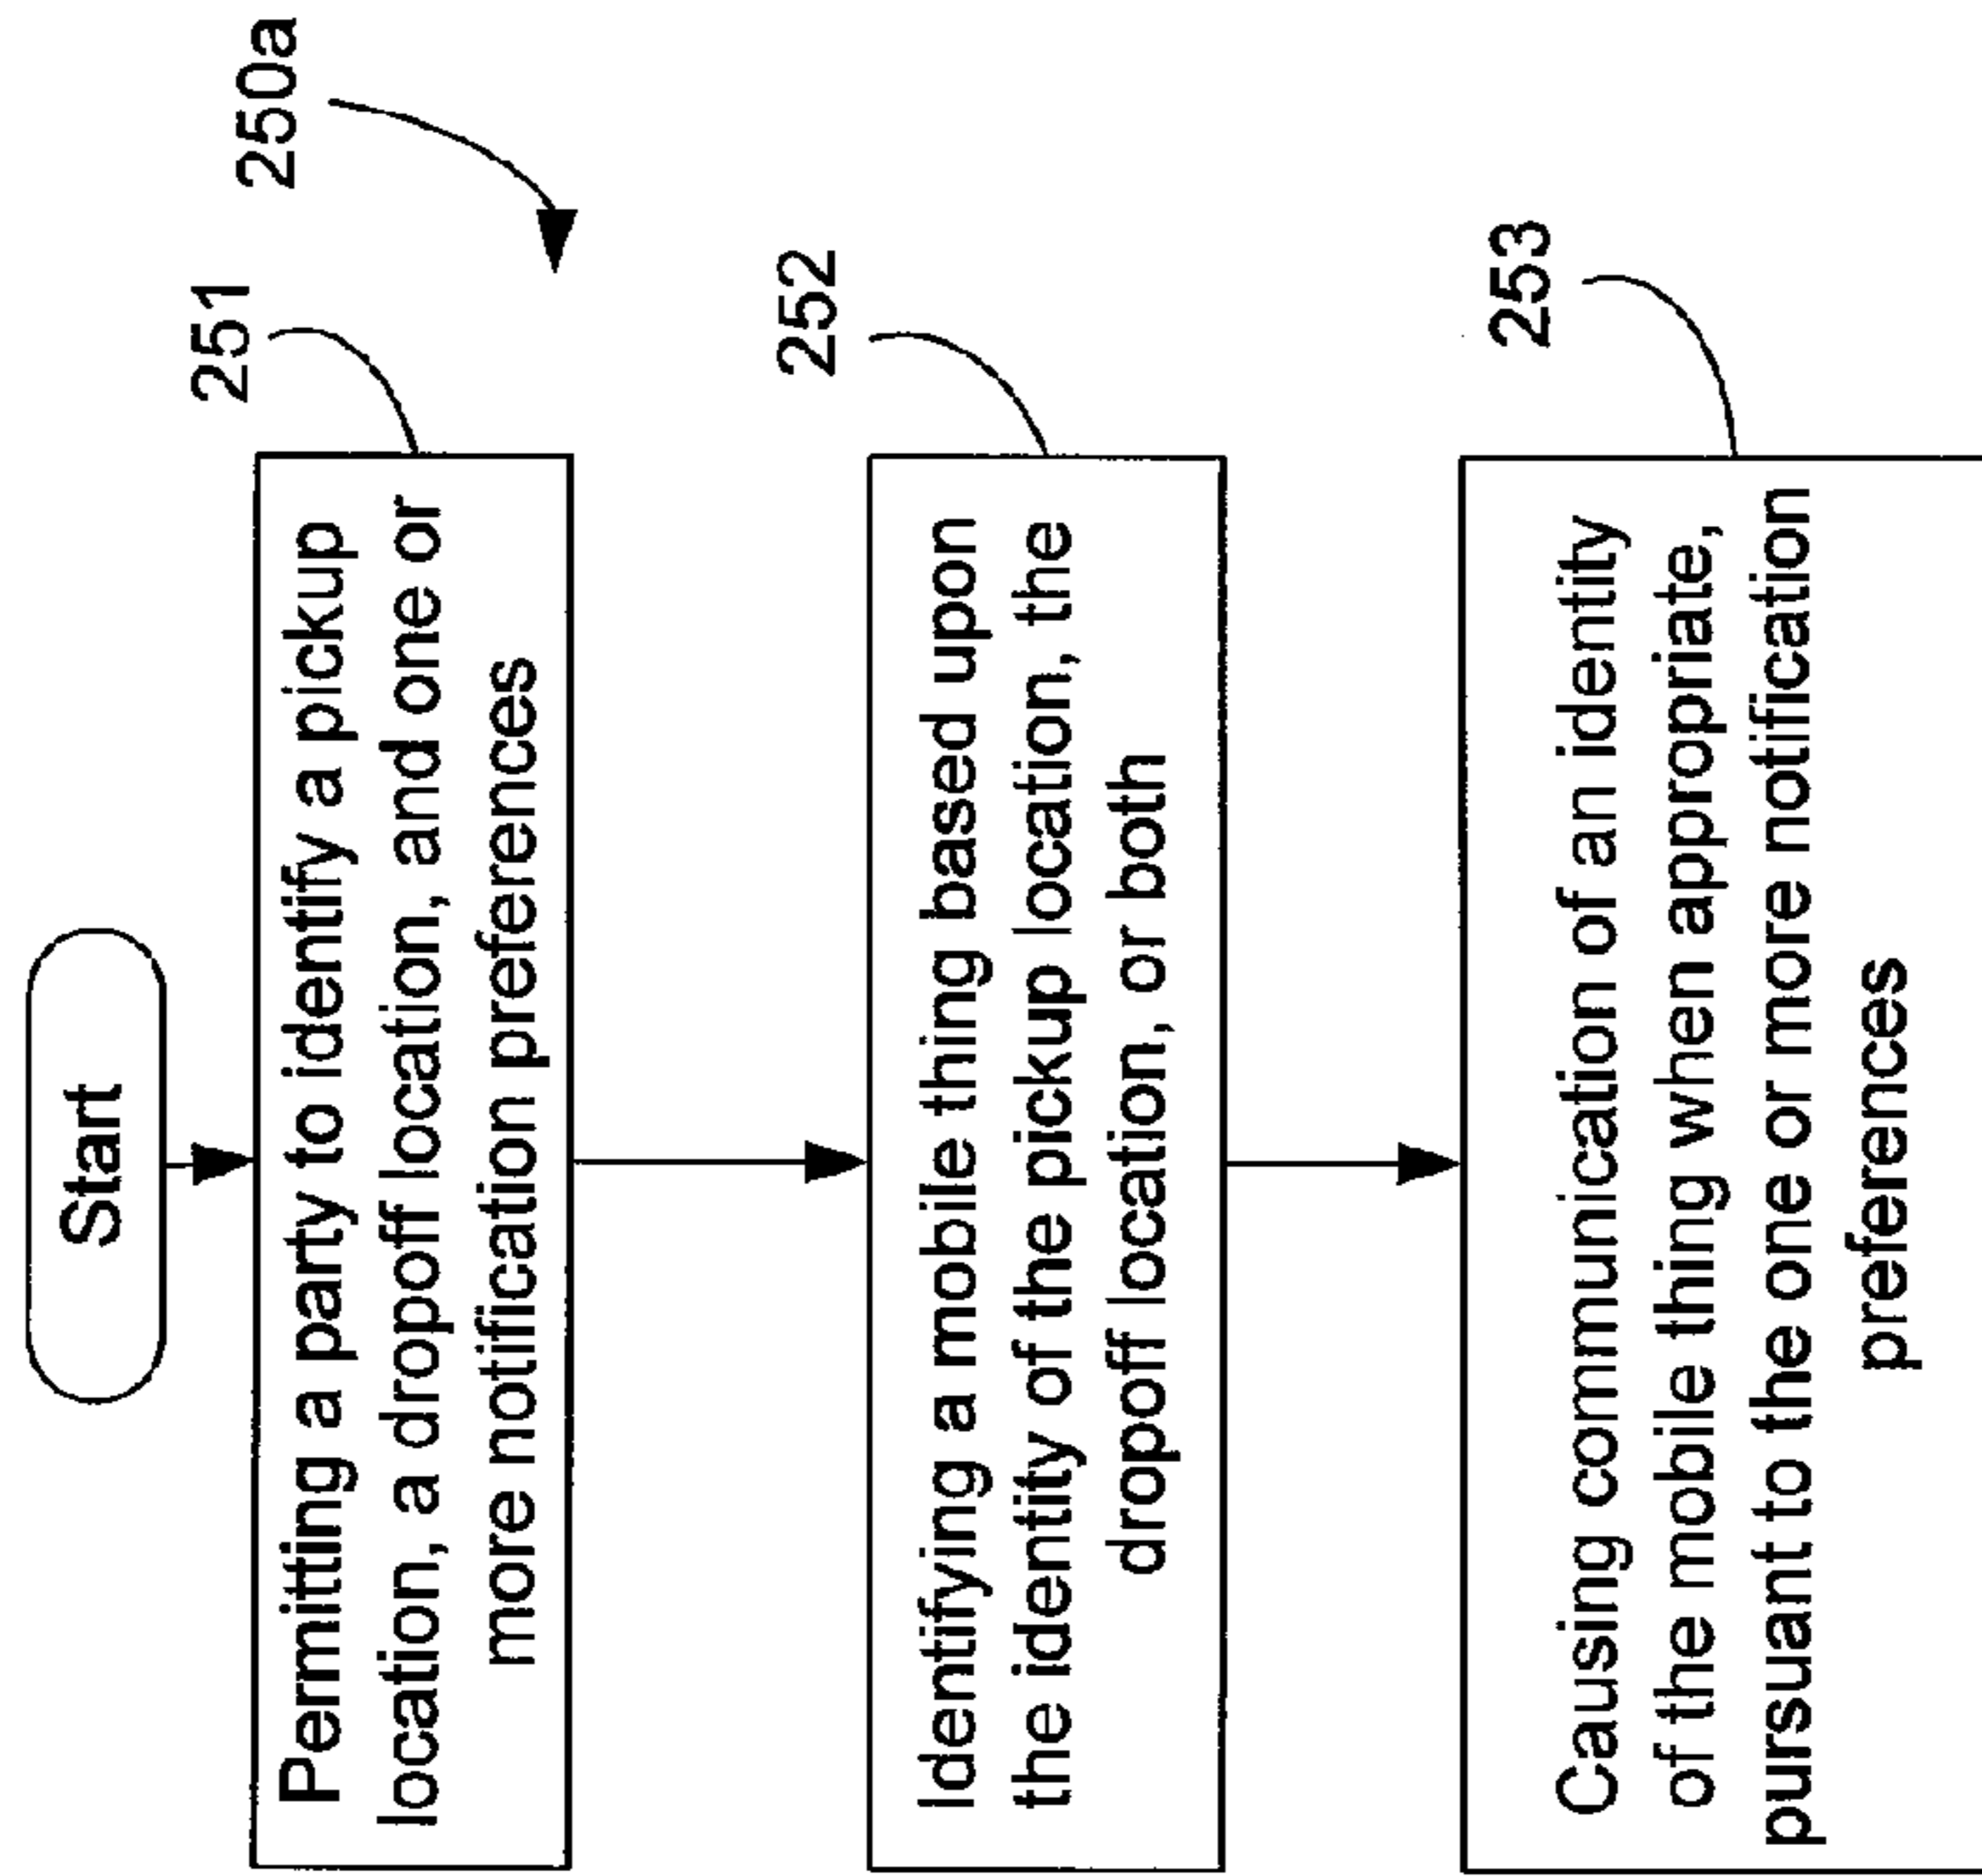 Start
250a
251
Permitting a party to identify a pickup
location, a dropoff location, and one or
more notification preferences
252
Identifying a mobile thing based upon
the identity of the pickup location, the
dropoff location, or both
253
Causing communication of an identity
of the mobile thing when appropriate,
pursuant to the one or more notification
preferences